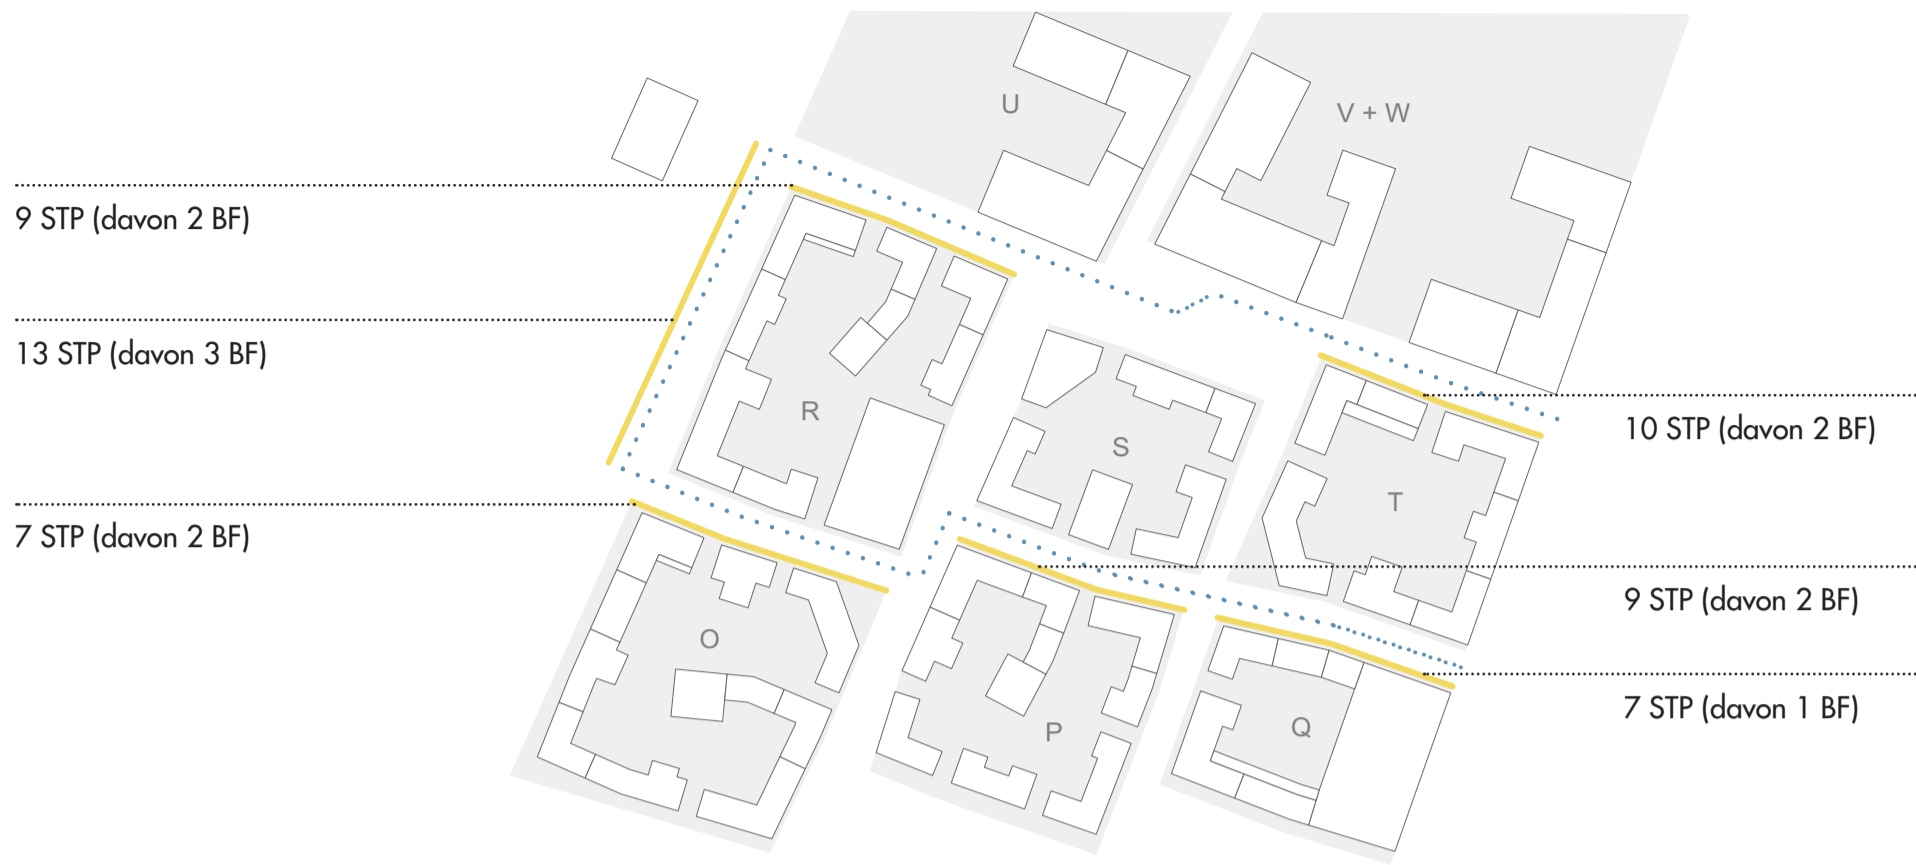 U
V + W
9 STP (davon 2 BF)
13 STP (davon 3 BF)
R
10 STP (davon 2 BF)
S
T
7 STP (davon 2 BF)
9 STP (davon 2 BF)
O
P
Q
7 STP (davon 1 BF)